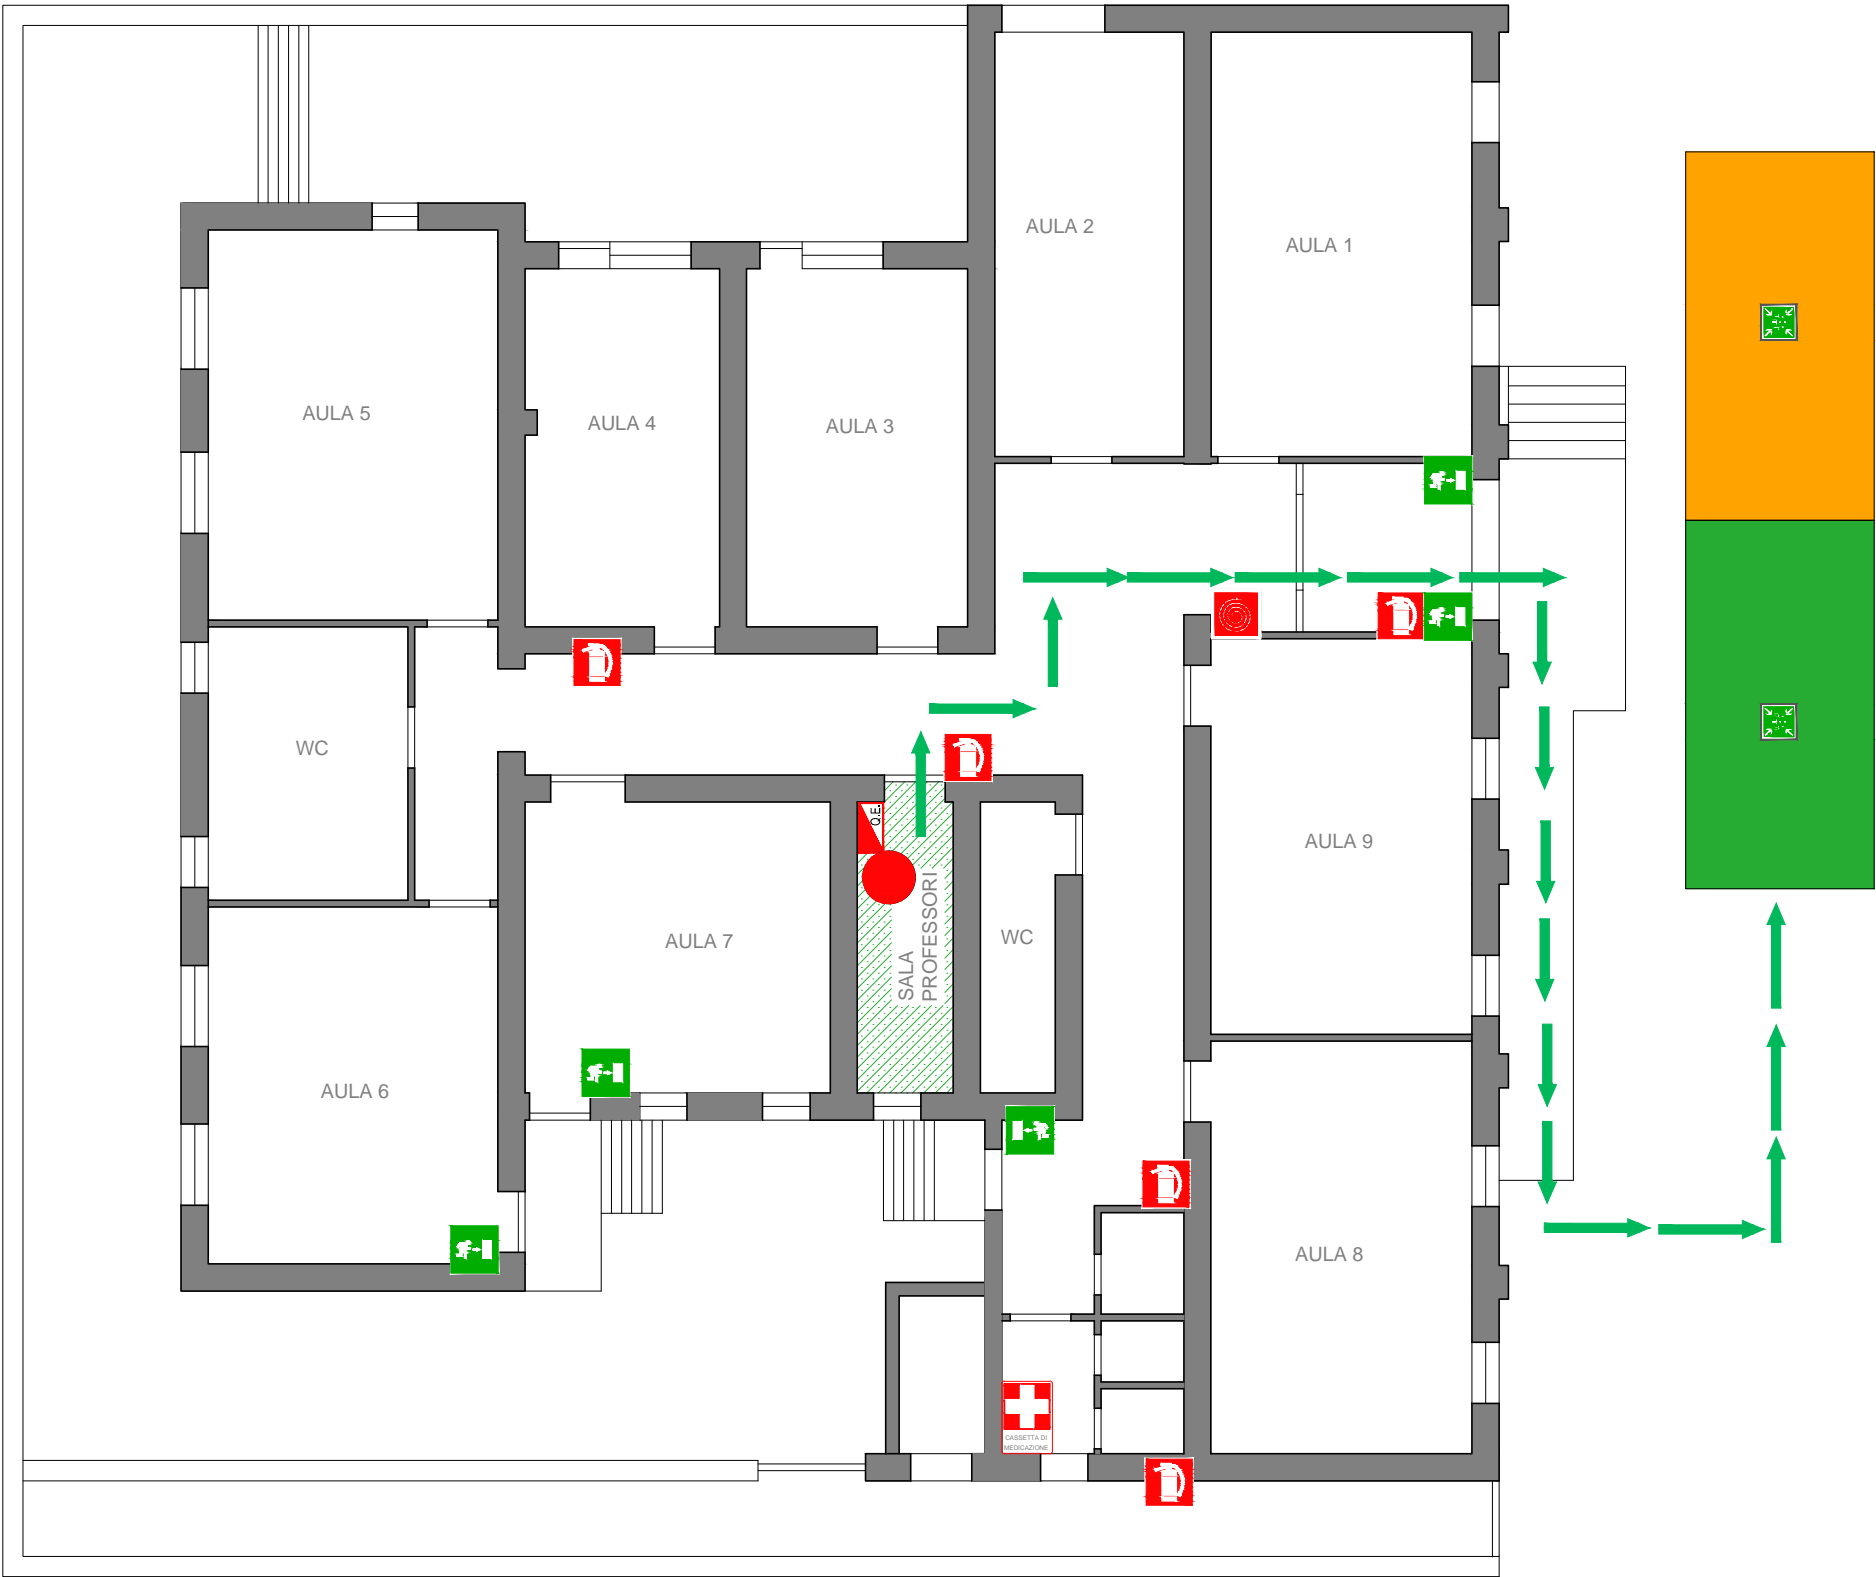 AULA 2
AULA 1
AULA 5
AULA 4
AULA 3
WC
Q.E.
AULA 9
AULA 7
SALA
PROFESSORI
WC
AULA 6
AULA 8
CASSETTA DI
MEDICAZIONE